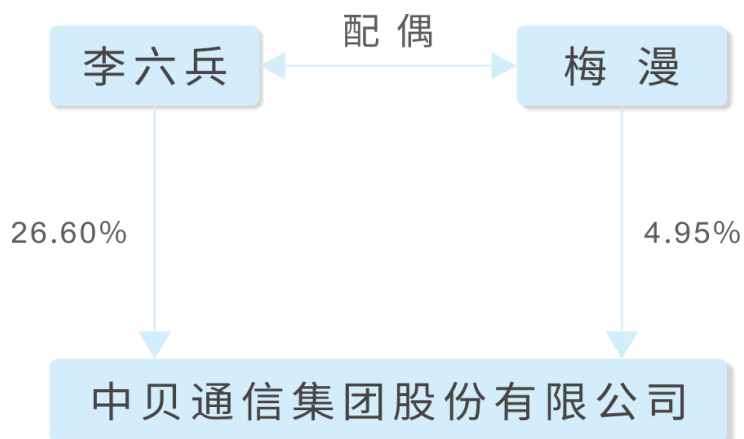 配偶
李六兵
梅漫
26.60%
4.95%
中贝通信集团股份有限公司